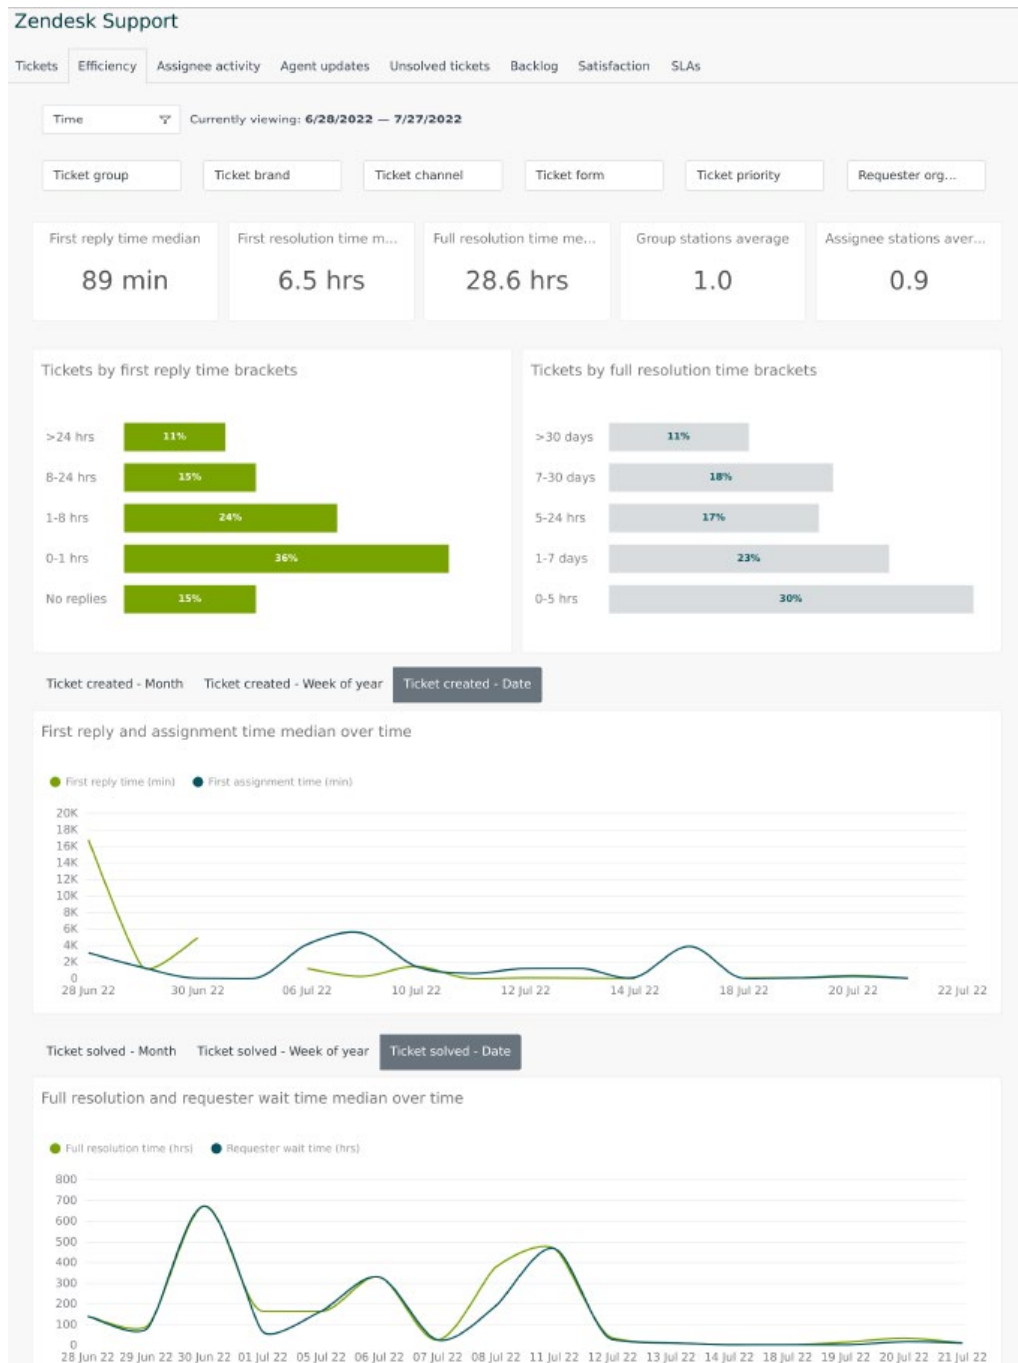 Zendesk Support
Tickets Efficiency Assignee activity Agent updates Unsolved tickets Backlog Satisfaction SLAs
Time Currently viewing: 6/28/2022 — 7/27/2022
Ticket group Ticket brand Ticket channel Ticket form Ticket priority Requester org...
First reply time median First resolution time m... Full resolution time me... Group stations average Assignee stations aver...
89 min 6.5 hrs 28.6 hrs 1.0 0.9
Tickets by first reply time brackets
>24 hrs 11%
8-24 hrs 15%
1-8 hrs 24%
0-1 hrs 36%
No replies 15%
Tickets by full resolution time brackets
>30 days 11%
7-30 days 18%
5-24 hrs 17%
1-7 days 23%
0-5 hrs 30%
Ticket created - Month Ticket created - Week of year Ticket created - Date
First reply and assignment time median over time
First reply time (min) First assignment time (min)
20K
18K
16K
14K
12K
10K
8K
6K
4K
2K
0
28 Jun 22 30 Jun 22 06 Jul 22 10 Jul 22 12 Jul 22 14 Jul 22 18 Jul 22 20 Jul 22 22 Jul 22
Ticket solved - Month Ticket solved - Week of year Ticket solved - Date
Full resolution and requester wait time median over time
Full resolution time (hrs) Requester wait time (hrs)
800
700
600
500
400
300
200
100
0
28 Jun 22 29 Jun 22 30 Jun 22 01 Jul 22 05 Jul 22 06 Jul 22 07 Jul 22 08 Jul 22 11 Jul 22 12 Jul 22 13 Jul 22 14 Jul 22 18 Jul 22 19 Jul 22 20 Jul 22 21 Jul 22